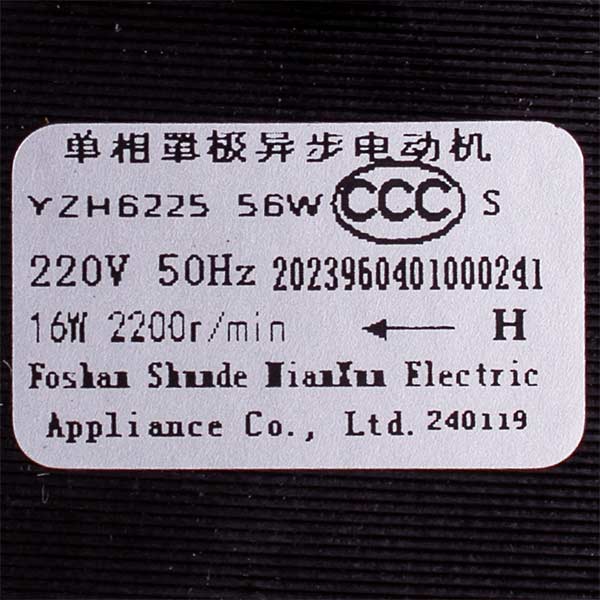 单相罩极异步电动机
YZH6225 56W CCC S
220V 50Hz 2023960401000241
16W 2200r/min ← H
Foshan Shunde Electric
Appliance Co., Ltd. 240119